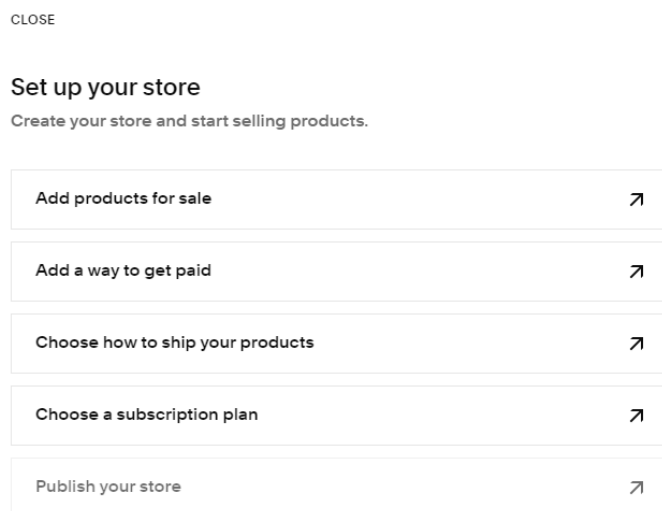 CLOSE
Set up your store
Create your store and start selling products.
Add products for sale
Add a way to get paid
Choose how to ship your products
Choose a subscription plan
Publish your store